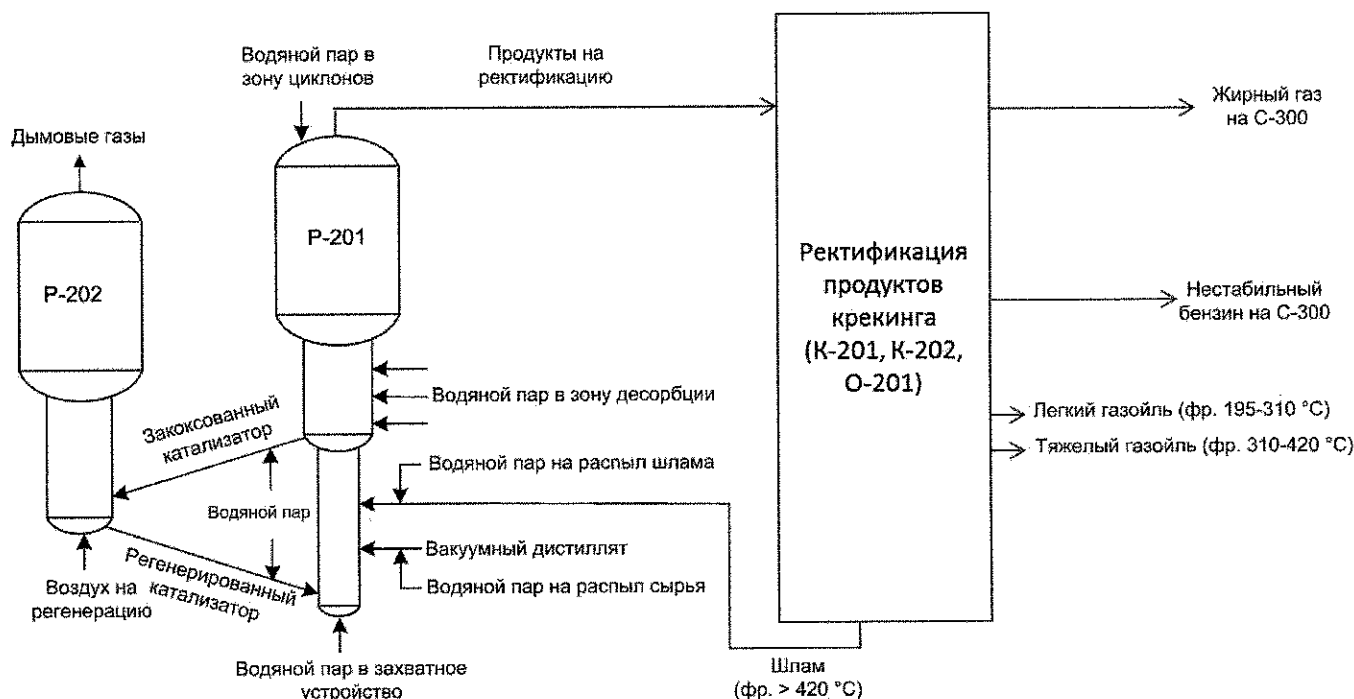 Водяной пар в
зону циклонов
Продукты на
ректификацию
Жирный газ
на С-300
Дымовые газы
Р-201
Р-202
Ректификация
продуктов
крекинга
(К-201, К-202,
О-201)
Нестабильный
бензин на С-300
Водяной пар в зону десорбции
Легкий газойль (фр. 195-310 °С)
Тяжелый газойль (фр. 310-420 °С)
Закоксованный
катализатор
Водяной пар на распыл шлама
Водяной пар
Вакуумный дистиллят
Водяной пар на распыл сырья
Воздух на
регенерацию
Регенерированный
катализатор
Водяной пар в захватное
устройство
Шлам
(фр. > 420 °С)